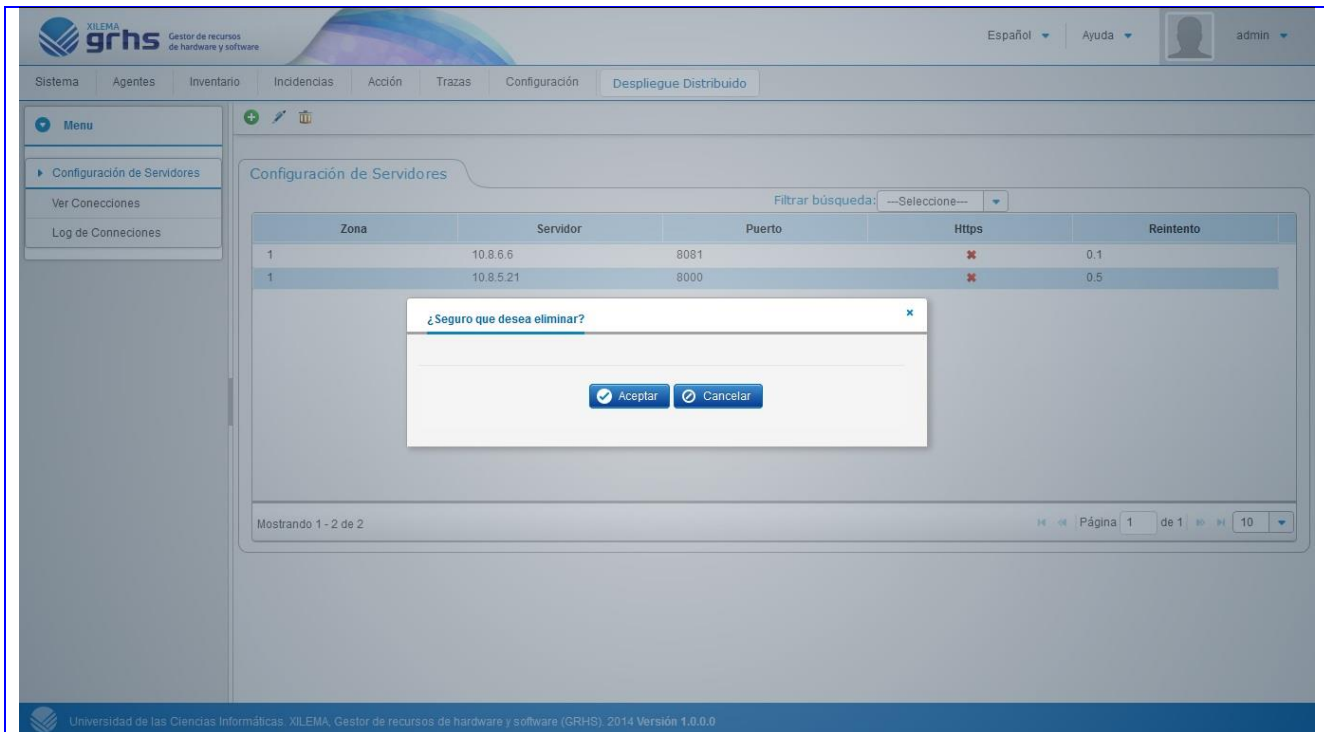 XILEMA
grhs Gestor de recursos
de hardware y software
Español
Ayuda
admin
Sistema Agentes Inventario Incidencias Acción Trazas Configuración Despliegue Distribuido
Menu
Configuración de Servidores
Ver Conecciones
Log de Conneciones
Configuración de Servidores
Filtrar búsqueda: ---Seleccione---
Zona Servidor Puerto Https Reintento
1 10.8.6.6 8081 0.1
1 10.8.5.21 8000 0.5
¿Seguro que desea eliminar?
Aceptar Cancelar
Mostrando 1 - 2 de 2
Página 1 de 1 10
Universidad de las Ciencias Informáticas. XILEMA, Gestor de recursos de hardware y software (GRHS). 2014 Versión 1.0.0.0